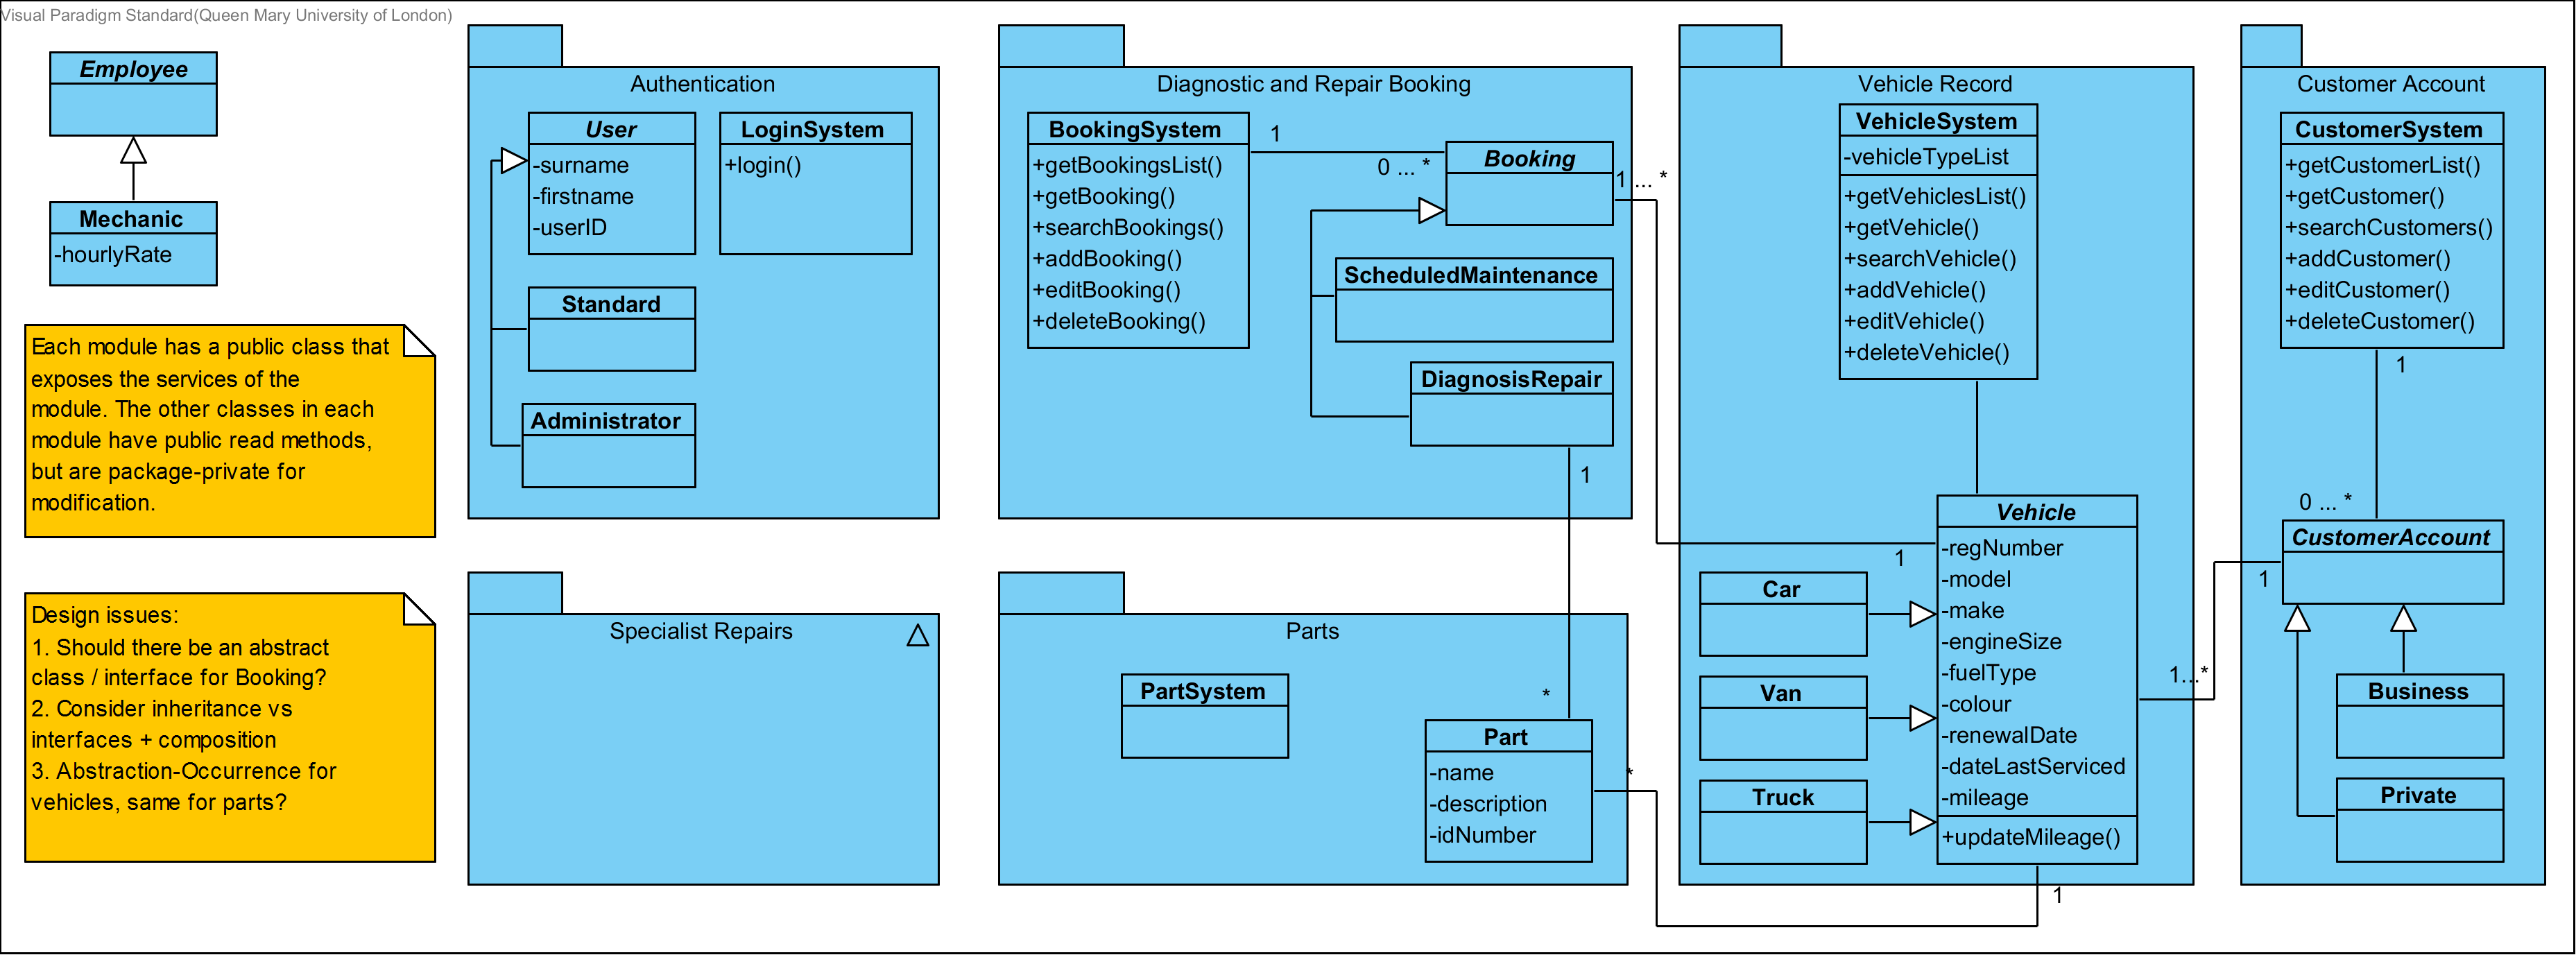 Visual Paradigm Standard(Queen Mary University of London)
Employee
Mechanic
-hourlyRate
Each module has a public class that
exposes the services of the
module. The other classes in each
module have public read methods,
but are package-private for
modification.
Design issues:
1. Should there be an abstract
class / interface for Booking?
2. Consider inheritance vs
interfaces + composition
3. Abstraction-Occurrence for
vehicles, same for parts?
Authentication
User
-surname
-firstname
-userID
LoginSystem
+login()
Standard
Administrator
Specialist Repairs
Diagnostic and Repair Booking
BookingSystem
+getBookingsList()
+getBooking()
+searchBookings()
+addBooking()
+editBooking()
+deleteBooking()
1
0 ... *
Booking
1 ... *
ScheduledMaintenance
DiagnosisRepair
1
Parts
PartSystem
*
Part
-name
-description
-idNumber
*
Vehicle Record
VehicleSystem
-vehicleTypeList
+getVehiclesList()
+getVehicle()
+searchVehicle()
+addVehicle()
+editVehicle()
+deleteVehicle()
Vehicle
-regNumber
-model
-make
-engineSize
-fuelType
-colour
-renewalDate
-dateLastServiced
-mileage
+updateMileage()
1
Car
Van
Truck
1...*
1
Customer Account
CustomerSystem
+getCustomerList()
+getCustomer()
+searchCustomers()
+addCustomer()
+editCustomer()
+deleteCustomer()
1
0 ... *
CustomerAccount
1
Business
Private